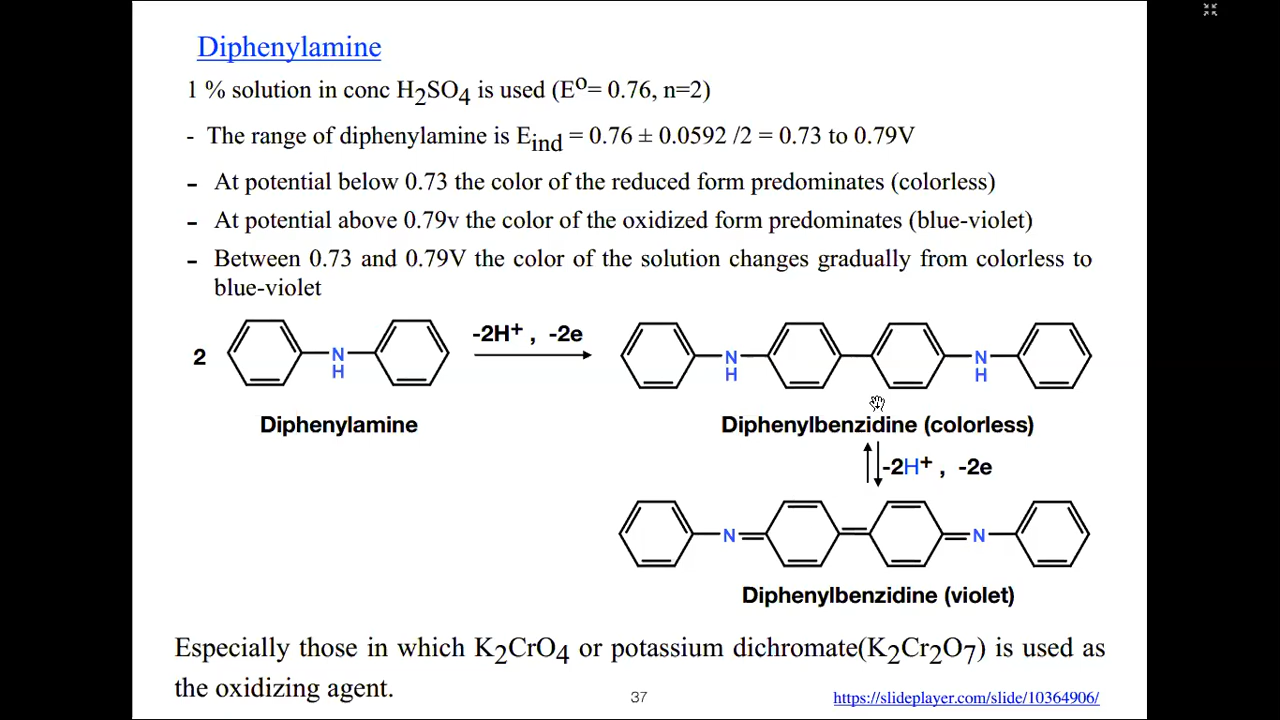 Diphenylamine
1 % solution in conc H2SO4 is used (Eo= 0.76, n=2)
- The range of diphenylamine is Eind = 0.76 ± 0.0592 /2 = 0.73 to 0.79V
- At potential below 0.73 the color of the reduced form predominates (colorless)
- At potential above 0.79v the color of the oxidized form predominates (blue-violet)
- Between 0.73 and 0.79V the color of the solution changes gradually from colorless to
blue-violet
-2H+ , -2e
2
N
H
N
H
N
H
Diphenylamine
Diphenylbenzidine (colorless)
-2H+ , -2e
N
N
Diphenylbenzidine (violet)
Especially those in which K2CrO4 or potassium dichromate(K2Cr2O7) is used as
the oxidizing agent.
37
https://slideplayer.com/slide/10364906/